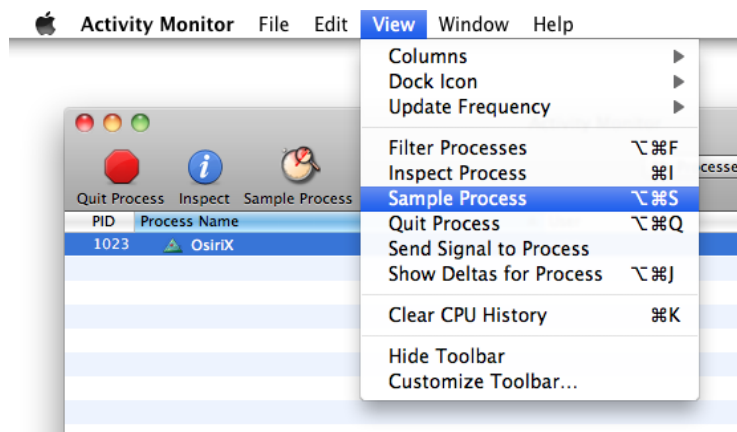 Activity Monitor File Edit View Window Help
Columns
Dock Icon
Update Frequency
Filter Processes ⌥⌘F
Inspect Process ⌘I
Sample Process ⌥⌘S
Quit Process ⌥⌘Q
Send Signal to Process
Show Deltas for Process ⌥⌘J
Clear CPU History ⌘K
Hide Toolbar
Customize Toolbar...
Quit Process Inspect Sample Process
PID Process Name
1023 OsiriX